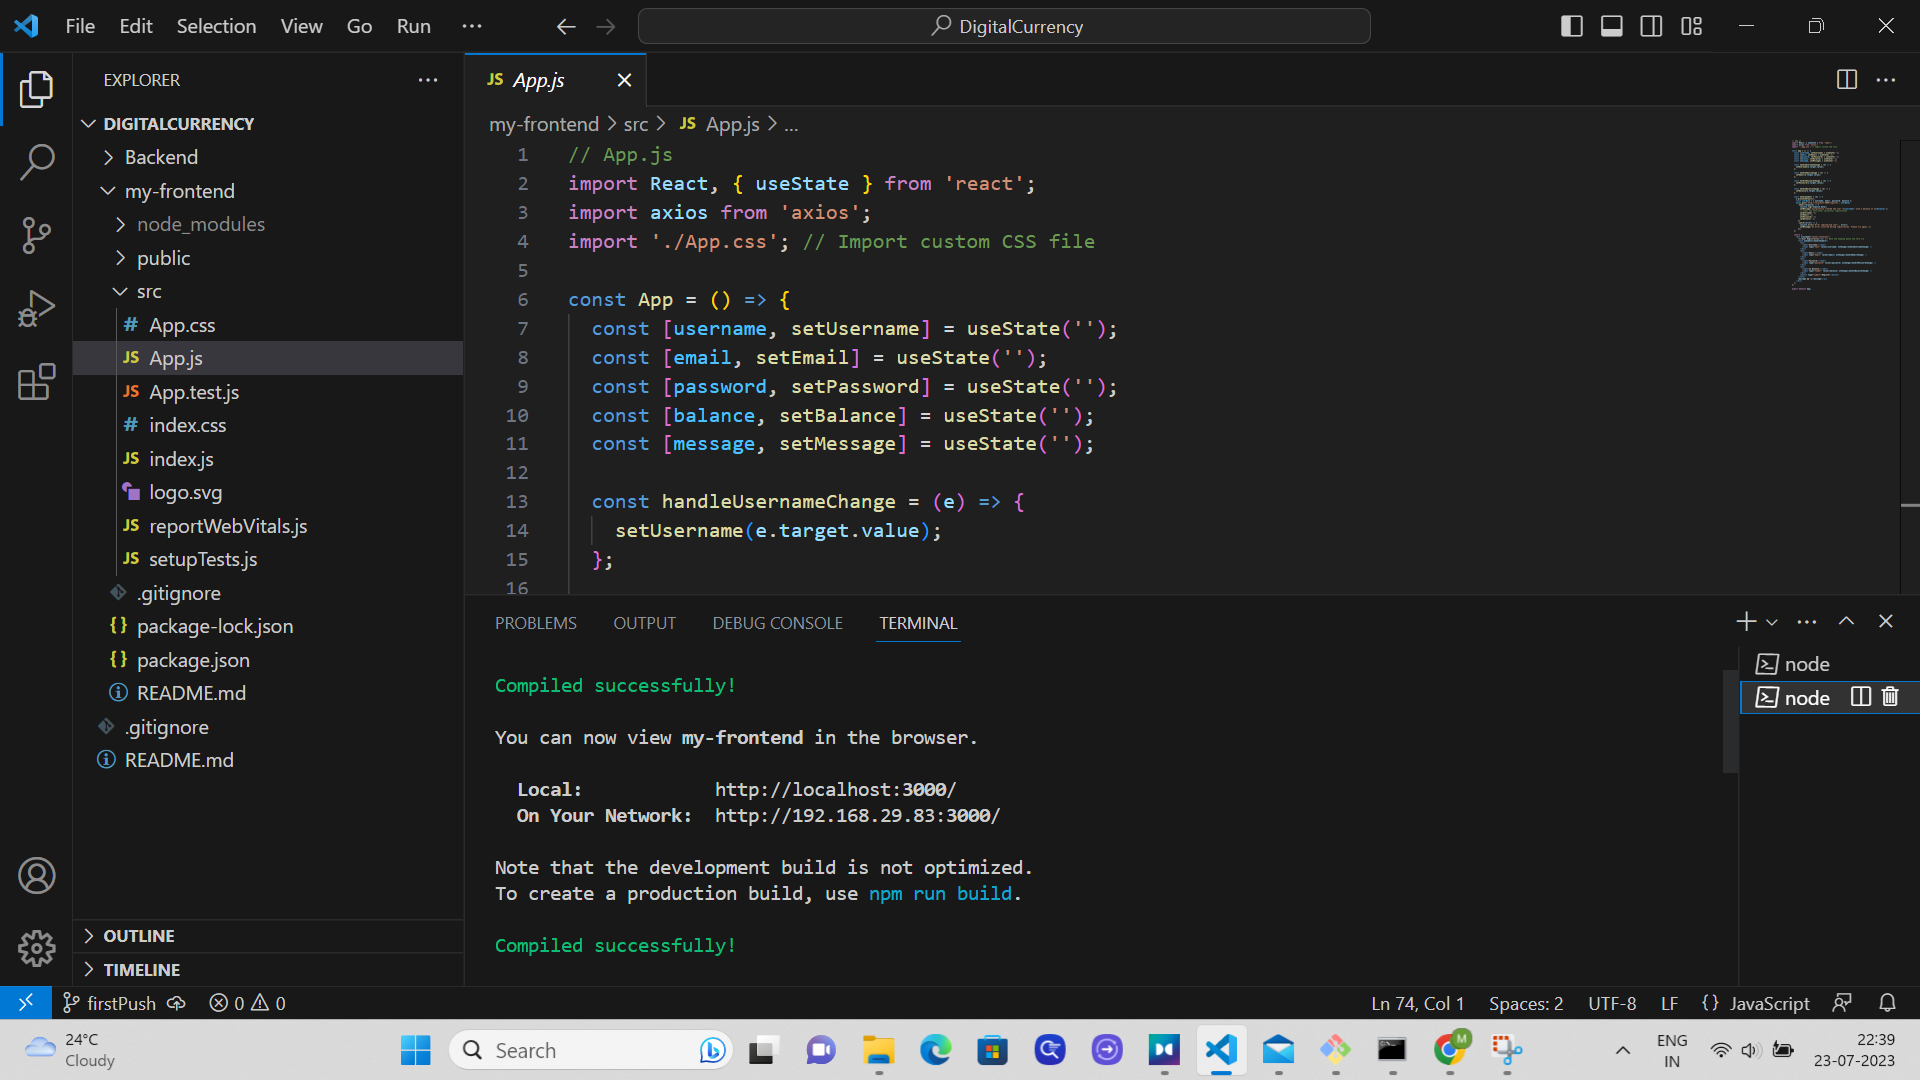 File Edit Selection View Go Run ···
DigitalCurrency
EXPLORER
DIGITALCURRENCY
Backend
my-frontend
node_modules
public
src
# App.css
JS App.js
JS App.test.js
# index.css
JS index.js
logo.svg
JS reportWebVitals.js
JS setupTests.js
.gitignore
{} package-lock.json
{} package.json
README.md
.gitignore
README.md
OUTLINE
TIMELINE
JS App.js
my-frontend > src > JS App.js > ...
1 // App.js
2 import React, { useState } from 'react';
3 import axios from 'axios';
4 import './App.css'; // Import custom CSS file
5
6 const App = () => {
7 const [username, setUsername] = useState('');
8 const [email, setEmail] = useState('');
9 const [password, setPassword] = useState('');
10 const [balance, setBalance] = useState('');
11 const [message, setMessage] = useState('');
12
13 const handleUsernameChange = (e) => {
14 setUsername(e.target.value);
15 };
16
PROBLEMS OUTPUT DEBUG CONSOLE TERMINAL
Compiled successfully!
You can now view my-frontend in the browser.
Local: http://localhost:3000/
On Your Network: http://192.168.29.83:3000/
Note that the development build is not optimized.
To create a production build, use npm run build.
Compiled successfully!
node
node
firstPush 0 0
Ln 74, Col 1 Spaces: 2 UTF-8 LF {} JavaScript
24°C
Cloudy
Search
M
ENG
IN
22:39
23-07-2023